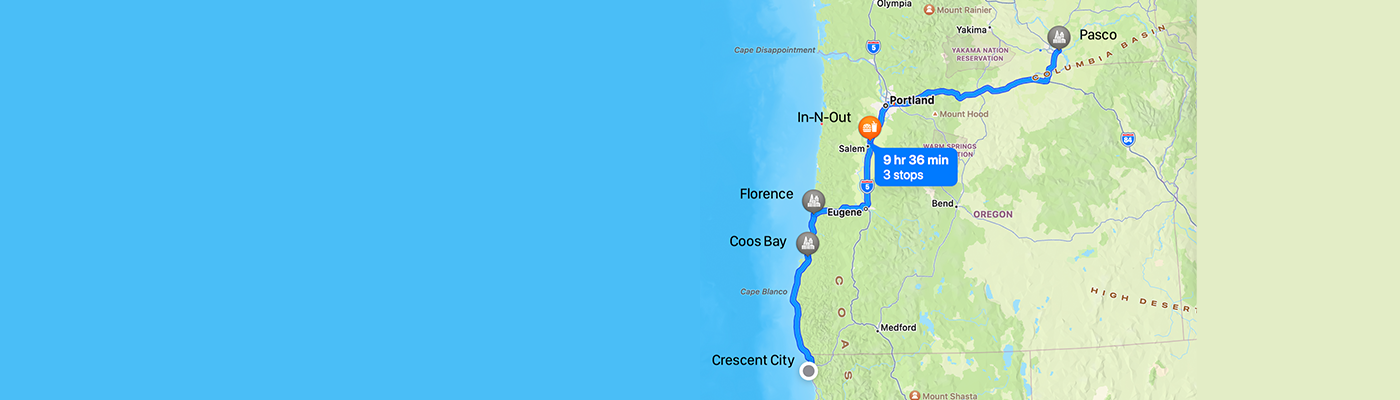 Olympia
Mount Rainier
Yakima
Pasco
5
Cape Disappointment
YAKAMA NATION
RESERVATION
COLUMBIA BASIN
Portland
In-N-Out
Mount Hood
84
Salem
WARM SPRINGS
TION
9 hr 36 min
3 stops
5
Florence
Eugene
Bend
OREGON
Coos Bay
Cape Blanco
COAS
HIGH DESERT
Medford
Crescent City
Mount Shasta